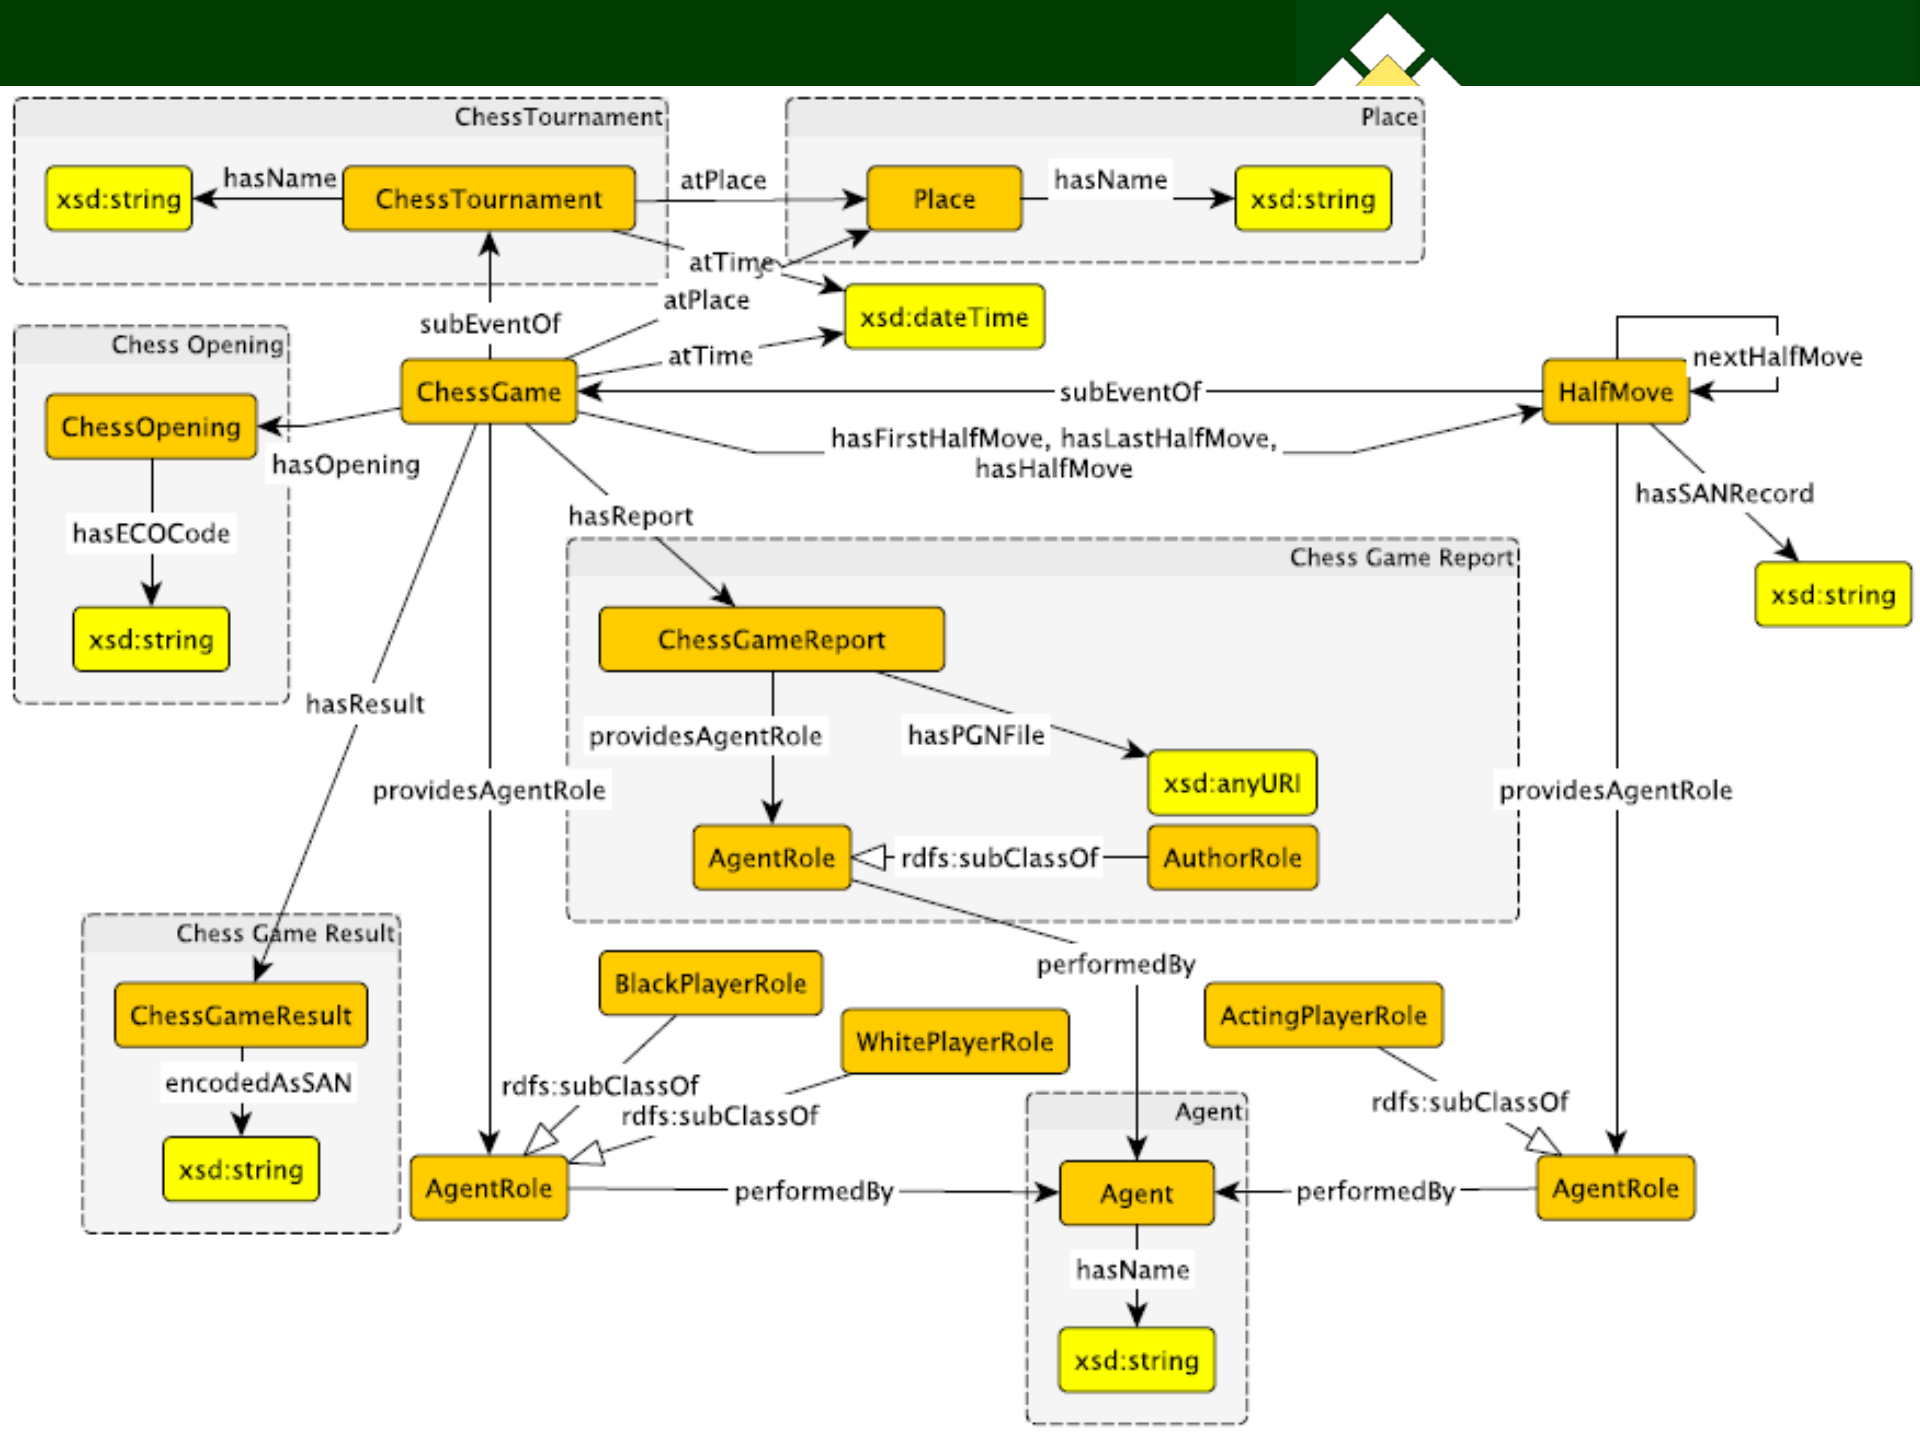 ChessTournament
Place
xsd:string
hasName
ChessTournament
atPlace
Place
hasName
xsd:string
atTime
atPlace
xsd:dateTime
subEventOf
atTime
Chess Opening
ChessOpening
hasOpening
hasECOCode
xsd:string
ChessGame
subEventOf
HalfMove
nextHalfMove
hasFirstHalfMove, hasLastHalfMove,
hasHalfMove
hasSANRecord
xsd:string
hasReport
Chess Game Report
ChessGameReport
providesAgentRole
hasPGNFile
xsd:anyURI
AgentRole
rdfs:subClassOf
AuthorRole
hasResult
providesAgentRole
providesAgentRole
Chess Game Result
ChessGameResult
encodedAsSAN
xsd:string
BlackPlayerRole
WhitePlayerRole
performedBy
ActingPlayerRole
rdfs:subClassOf
rdfs:subClassOf
rdfs:subClassOf
AgentRole
performedBy
Agent
Agent
performedBy
AgentRole
hasName
xsd:string